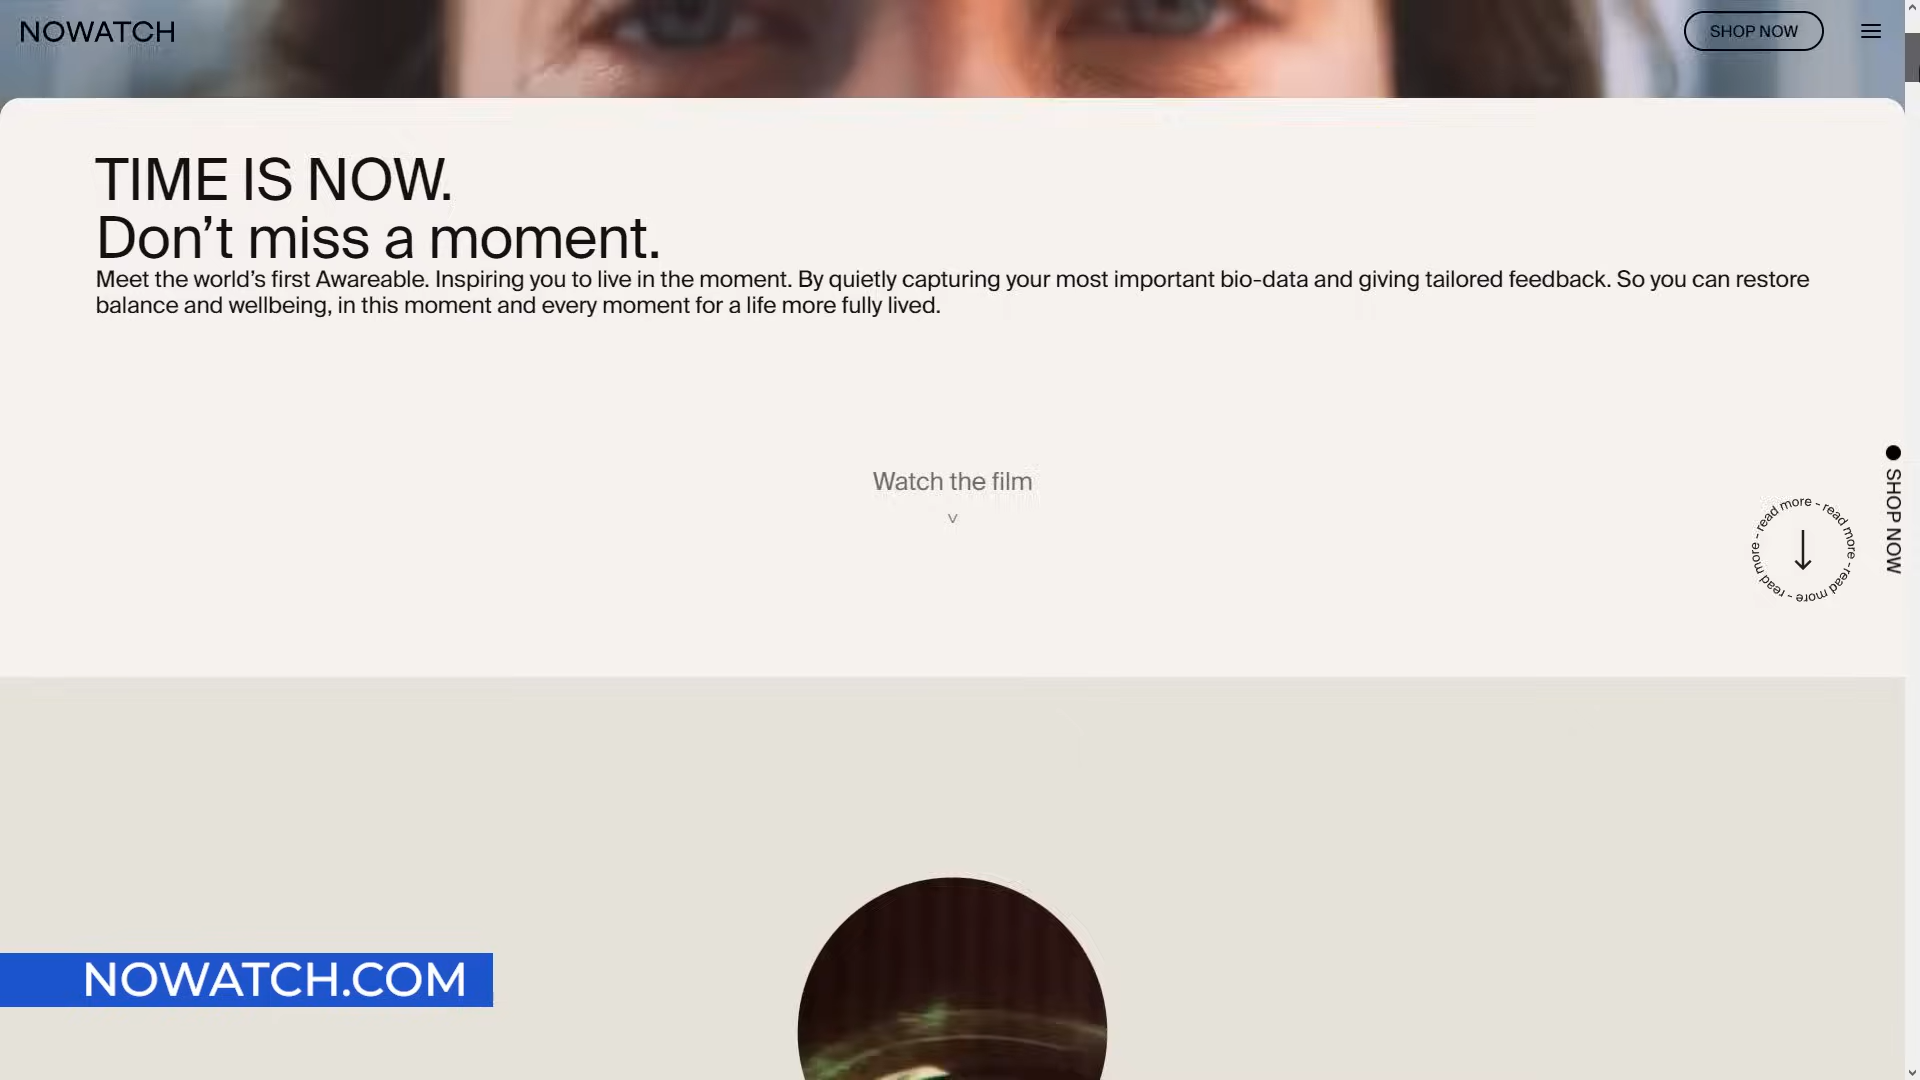 NOWATCH
SHOP NOW
TIME IS NOW.
Don’t miss a moment.
Meet the world’s first Awareable. Inspiring you to live in the moment. By quietly capturing your most important bio-data and giving tailored feedback. So you can restore
balance and wellbeing, in this moment and every moment for a life more fully lived.
Watch the film
SHOP NOW
read more - read more - read more - read more -
NOWATCH.COM